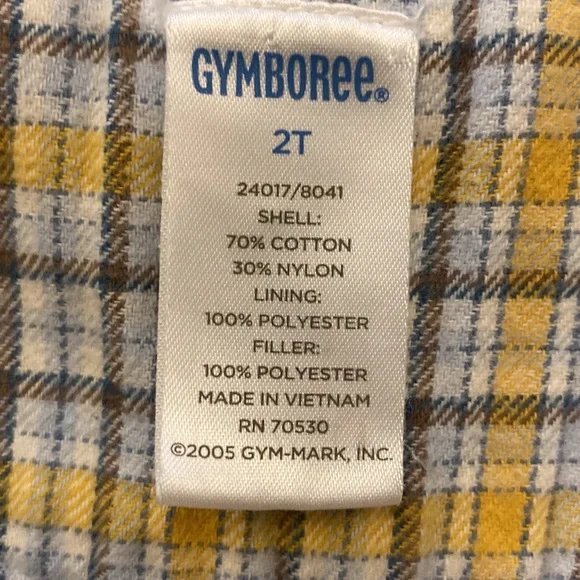 GYMBORee®
2T
24017/8041
SHELL:
70% COTTON
30% NYLON
LINING:
100% POLYESTER
FILLER:
100% POLYESTER
MADE IN VIETNAM
RN 70530
©2005 GYM-MARK, INC.